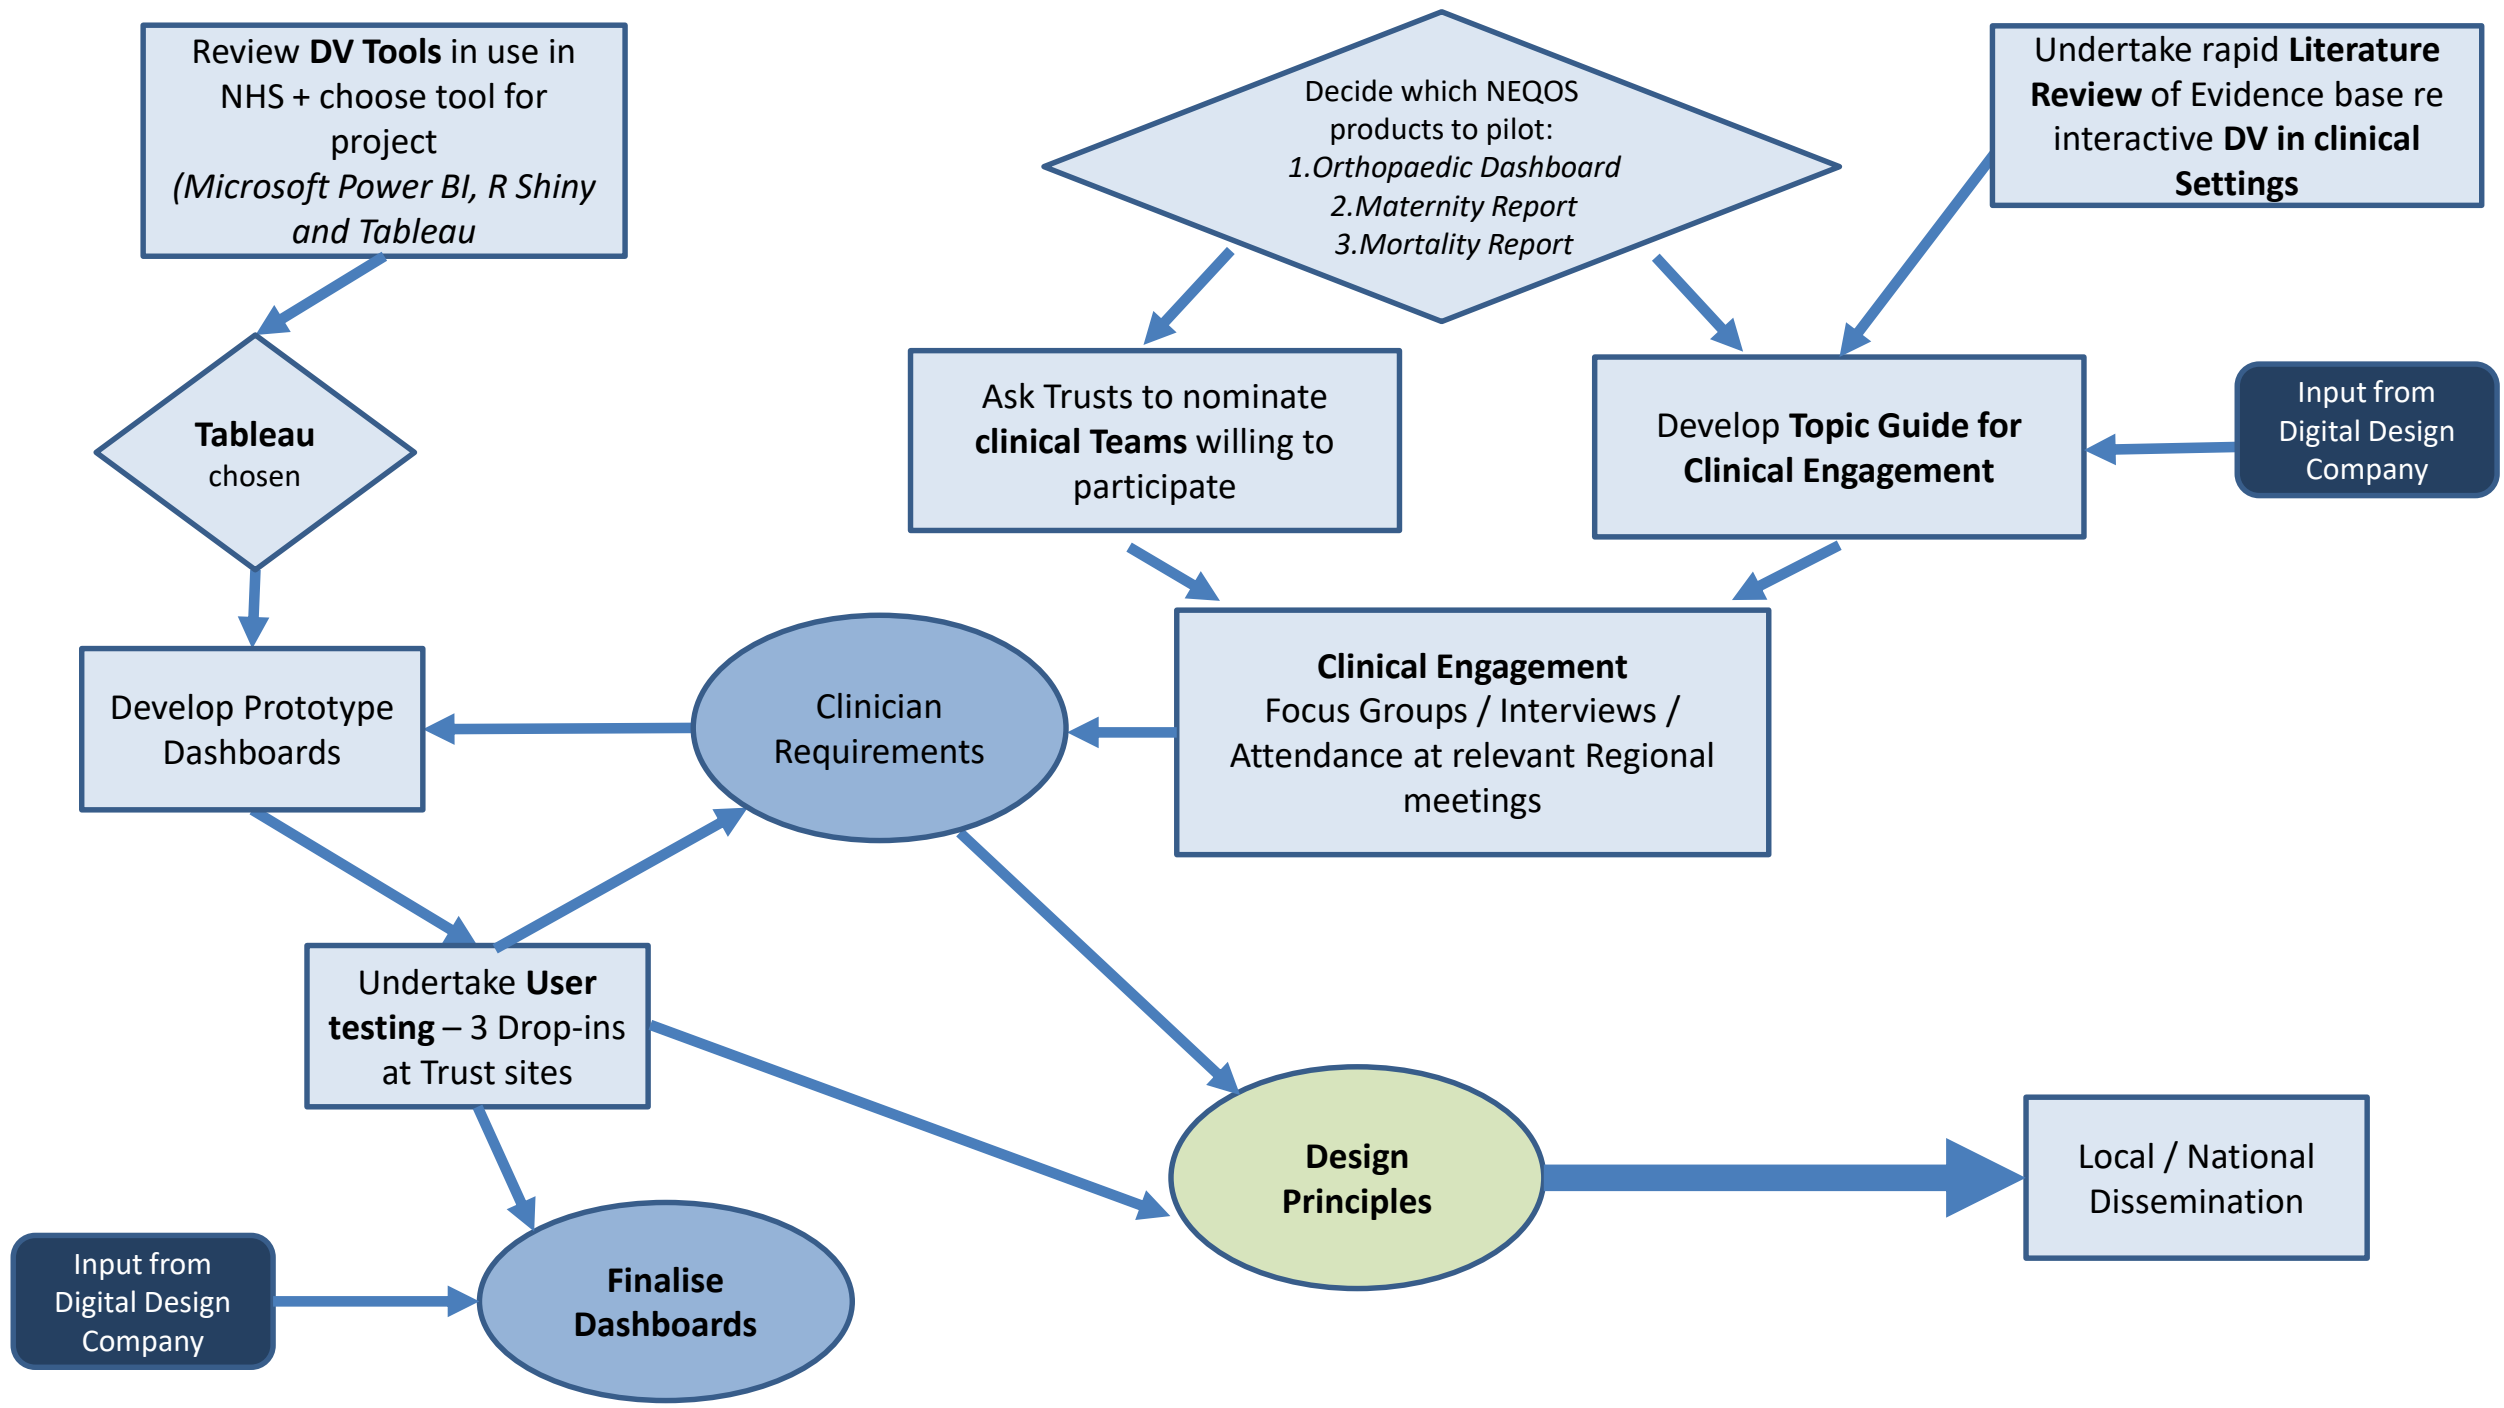 Review DV Tools in use in
NHS + choose tool for
project
(Microsoft Power BI, R Shiny
and Tableau
Decide which NEQOS
products to pilot:
1.Orthopaedic Dashboard
2.Maternity Report
3.Mortality Report
Undertake rapid Literature
Review of Evidence base re
interactive DV in clinical
Settings
Tableau
chosen
Ask Trusts to nominate
clinical Teams willing to
participate
Develop Topic Guide for
Clinical Engagement
Input from
Digital Design
Company
Develop Prototype
Dashboards
Clinician
Requirements
Clinical Engagement
Focus Groups / Interviews /
Attendance at relevant Regional
meetings
Undertake User
testing – 3 Drop-ins
at Trust sites
Design
Principles
Local / National
Dissemination
Input from
Digital Design
Company
Finalise
Dashboards